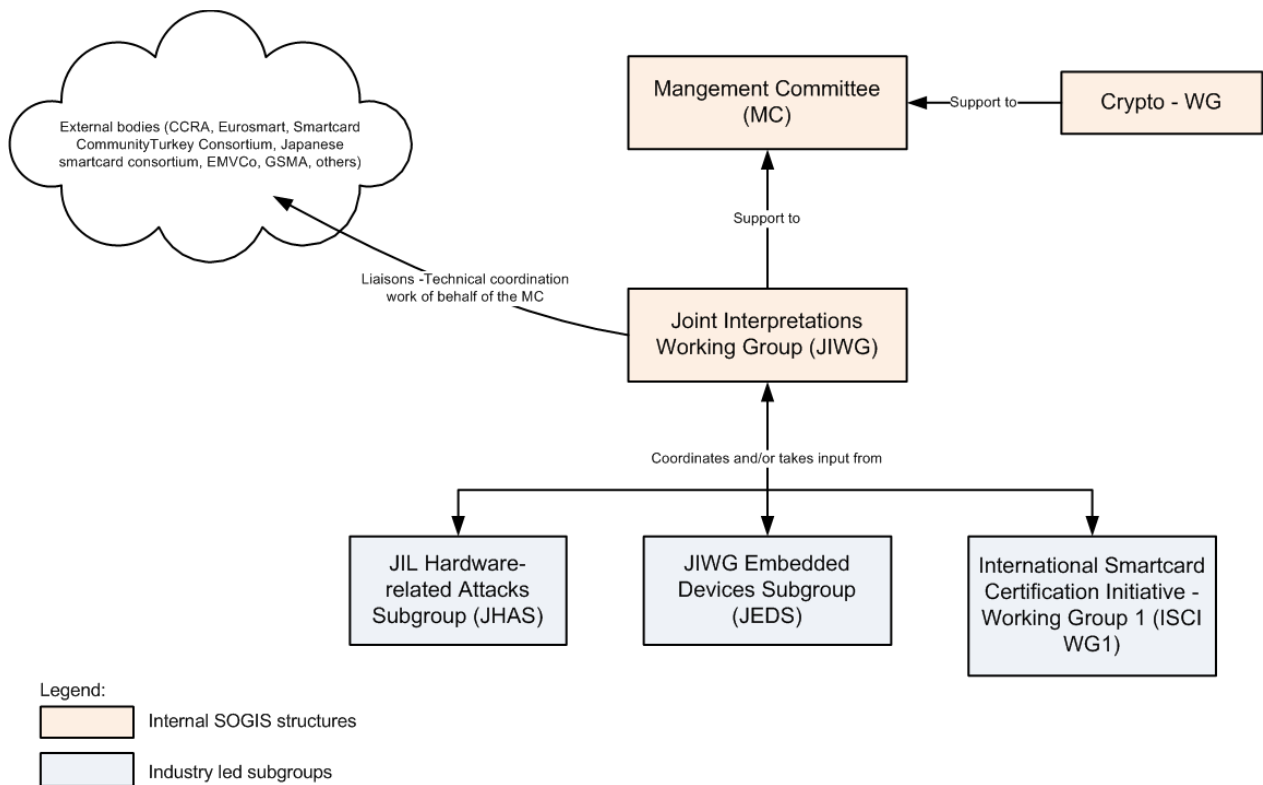 External bodies (CCRA, Eurosmart, Smartcard
CommunityTurkey Consortium, Japanese
smartcard consortium, EMVCo, GSMA, others)
Mangement Committee
(MC)
Support to
Crypto - WG
Support to
Liaisons -Technical coordination
work of behalf of the MC
Joint Interpretations
Working Group (JIWG)
Coordinates and/or takes input from
JIL Hardware-
related Attacks
Subgroup (JHAS)
JIWG Embedded
Devices Subgroup
(JEDS)
International Smartcard
Certification Initiative -
Working Group 1 (ISCI
WG1)
Legend:
Internal SOGIS structures
Industry led subgroups